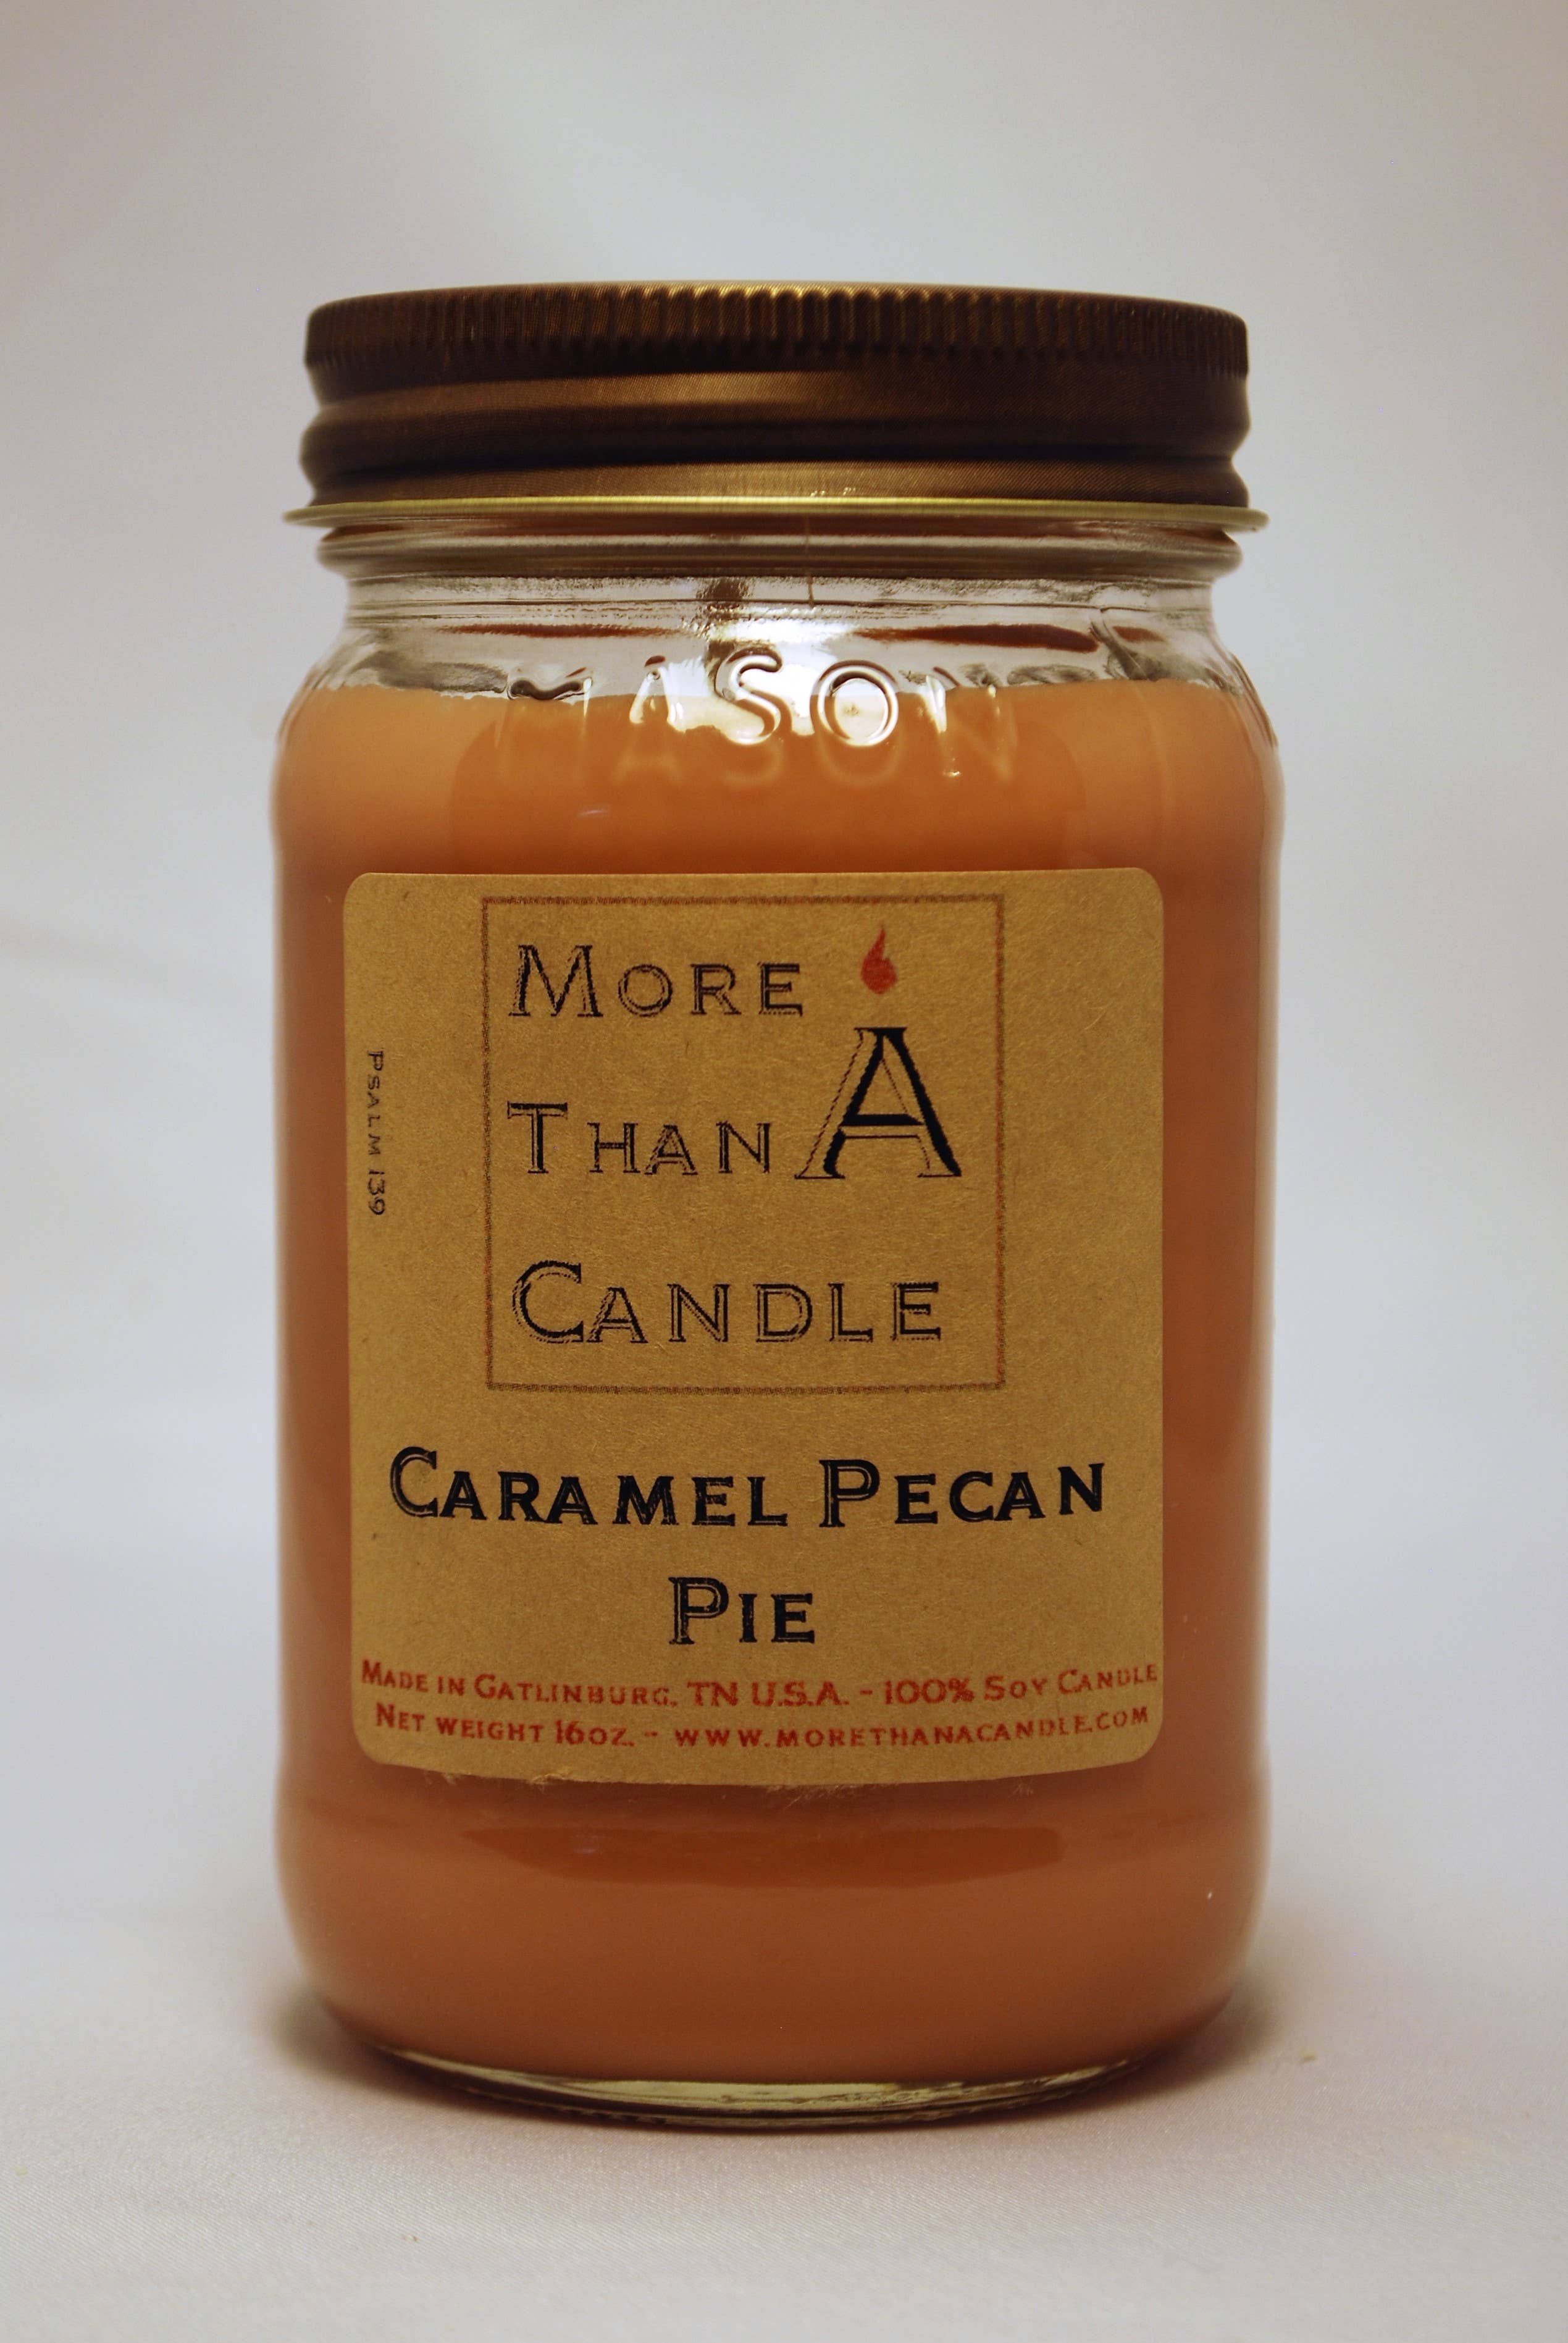 MASON
MORE
THAN A
CANDLE
PSALM 139
CARAMEL PECAN
PIE
MADE IN GATLINBURG, TN U.S.A. - 100% SOY CANDLE
NET WEIGHT 16OZ. - WWW.MORETHANACANDLE.COM